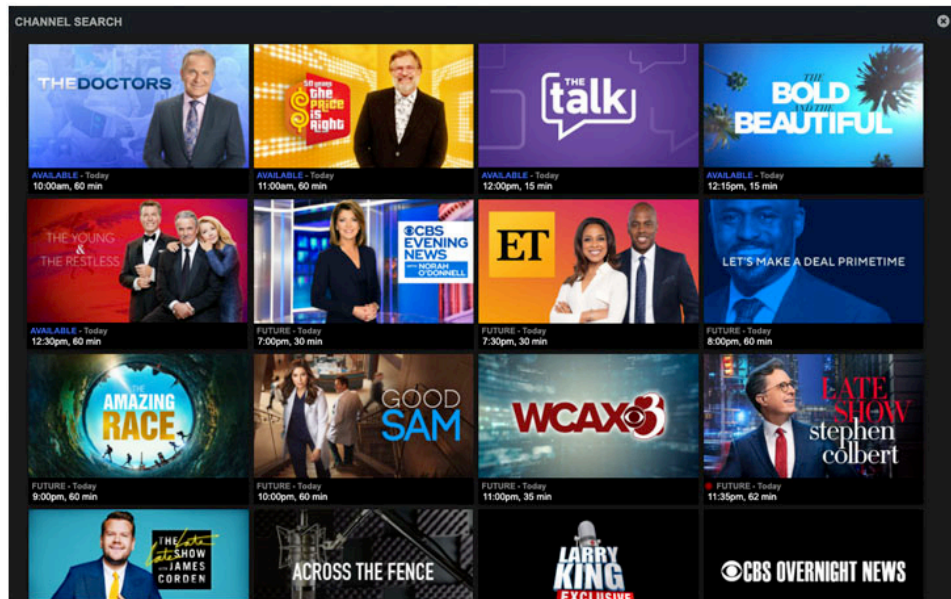 CHANNEL SEARCH
THE DOCTORS
AVAILABLE - Today
10:00am, 60 min
50 years
the
PRiCE
iS
Right
AVAILABLE - Today
11:00am, 60 min
THE
talk
AVAILABLE - Today
12:00pm, 15 min
THE
BOLD
AND THE
BEAUTIFUL
AVAILABLE - Today
12:15pm, 15 min
THE YOUNG
&
THE RESTLESS
AVAILABLE - Today
12:30pm, 60 min
CBS
EVENING
NEWS
WITH NORAH
O'DONNELL
FUTURE - Today
7:00pm, 30 min
ET
FUTURE - Today
7:30pm, 30 min
LET'S MAKE A DEAL PRIMETIME
FUTURE - Today
8:00pm, 60 min
THE
AMAZING
RACE
FUTURE - Today
9:00pm, 60 min
GOOD
SAM
FUTURE - Today
10:00pm, 60 min
WCAX 3
FUTURE - Today
11:00pm, 35 min
LATE
SHOW
stephen
colbert
FUTURE - Today
11:35pm, 62 min
THE Late Late
SHOW
WITH JAMES
CORDEN
ACROSS THE FENCE
LARRY
KING
EXCLUSIVE
CBS OVERNIGHT NEWS